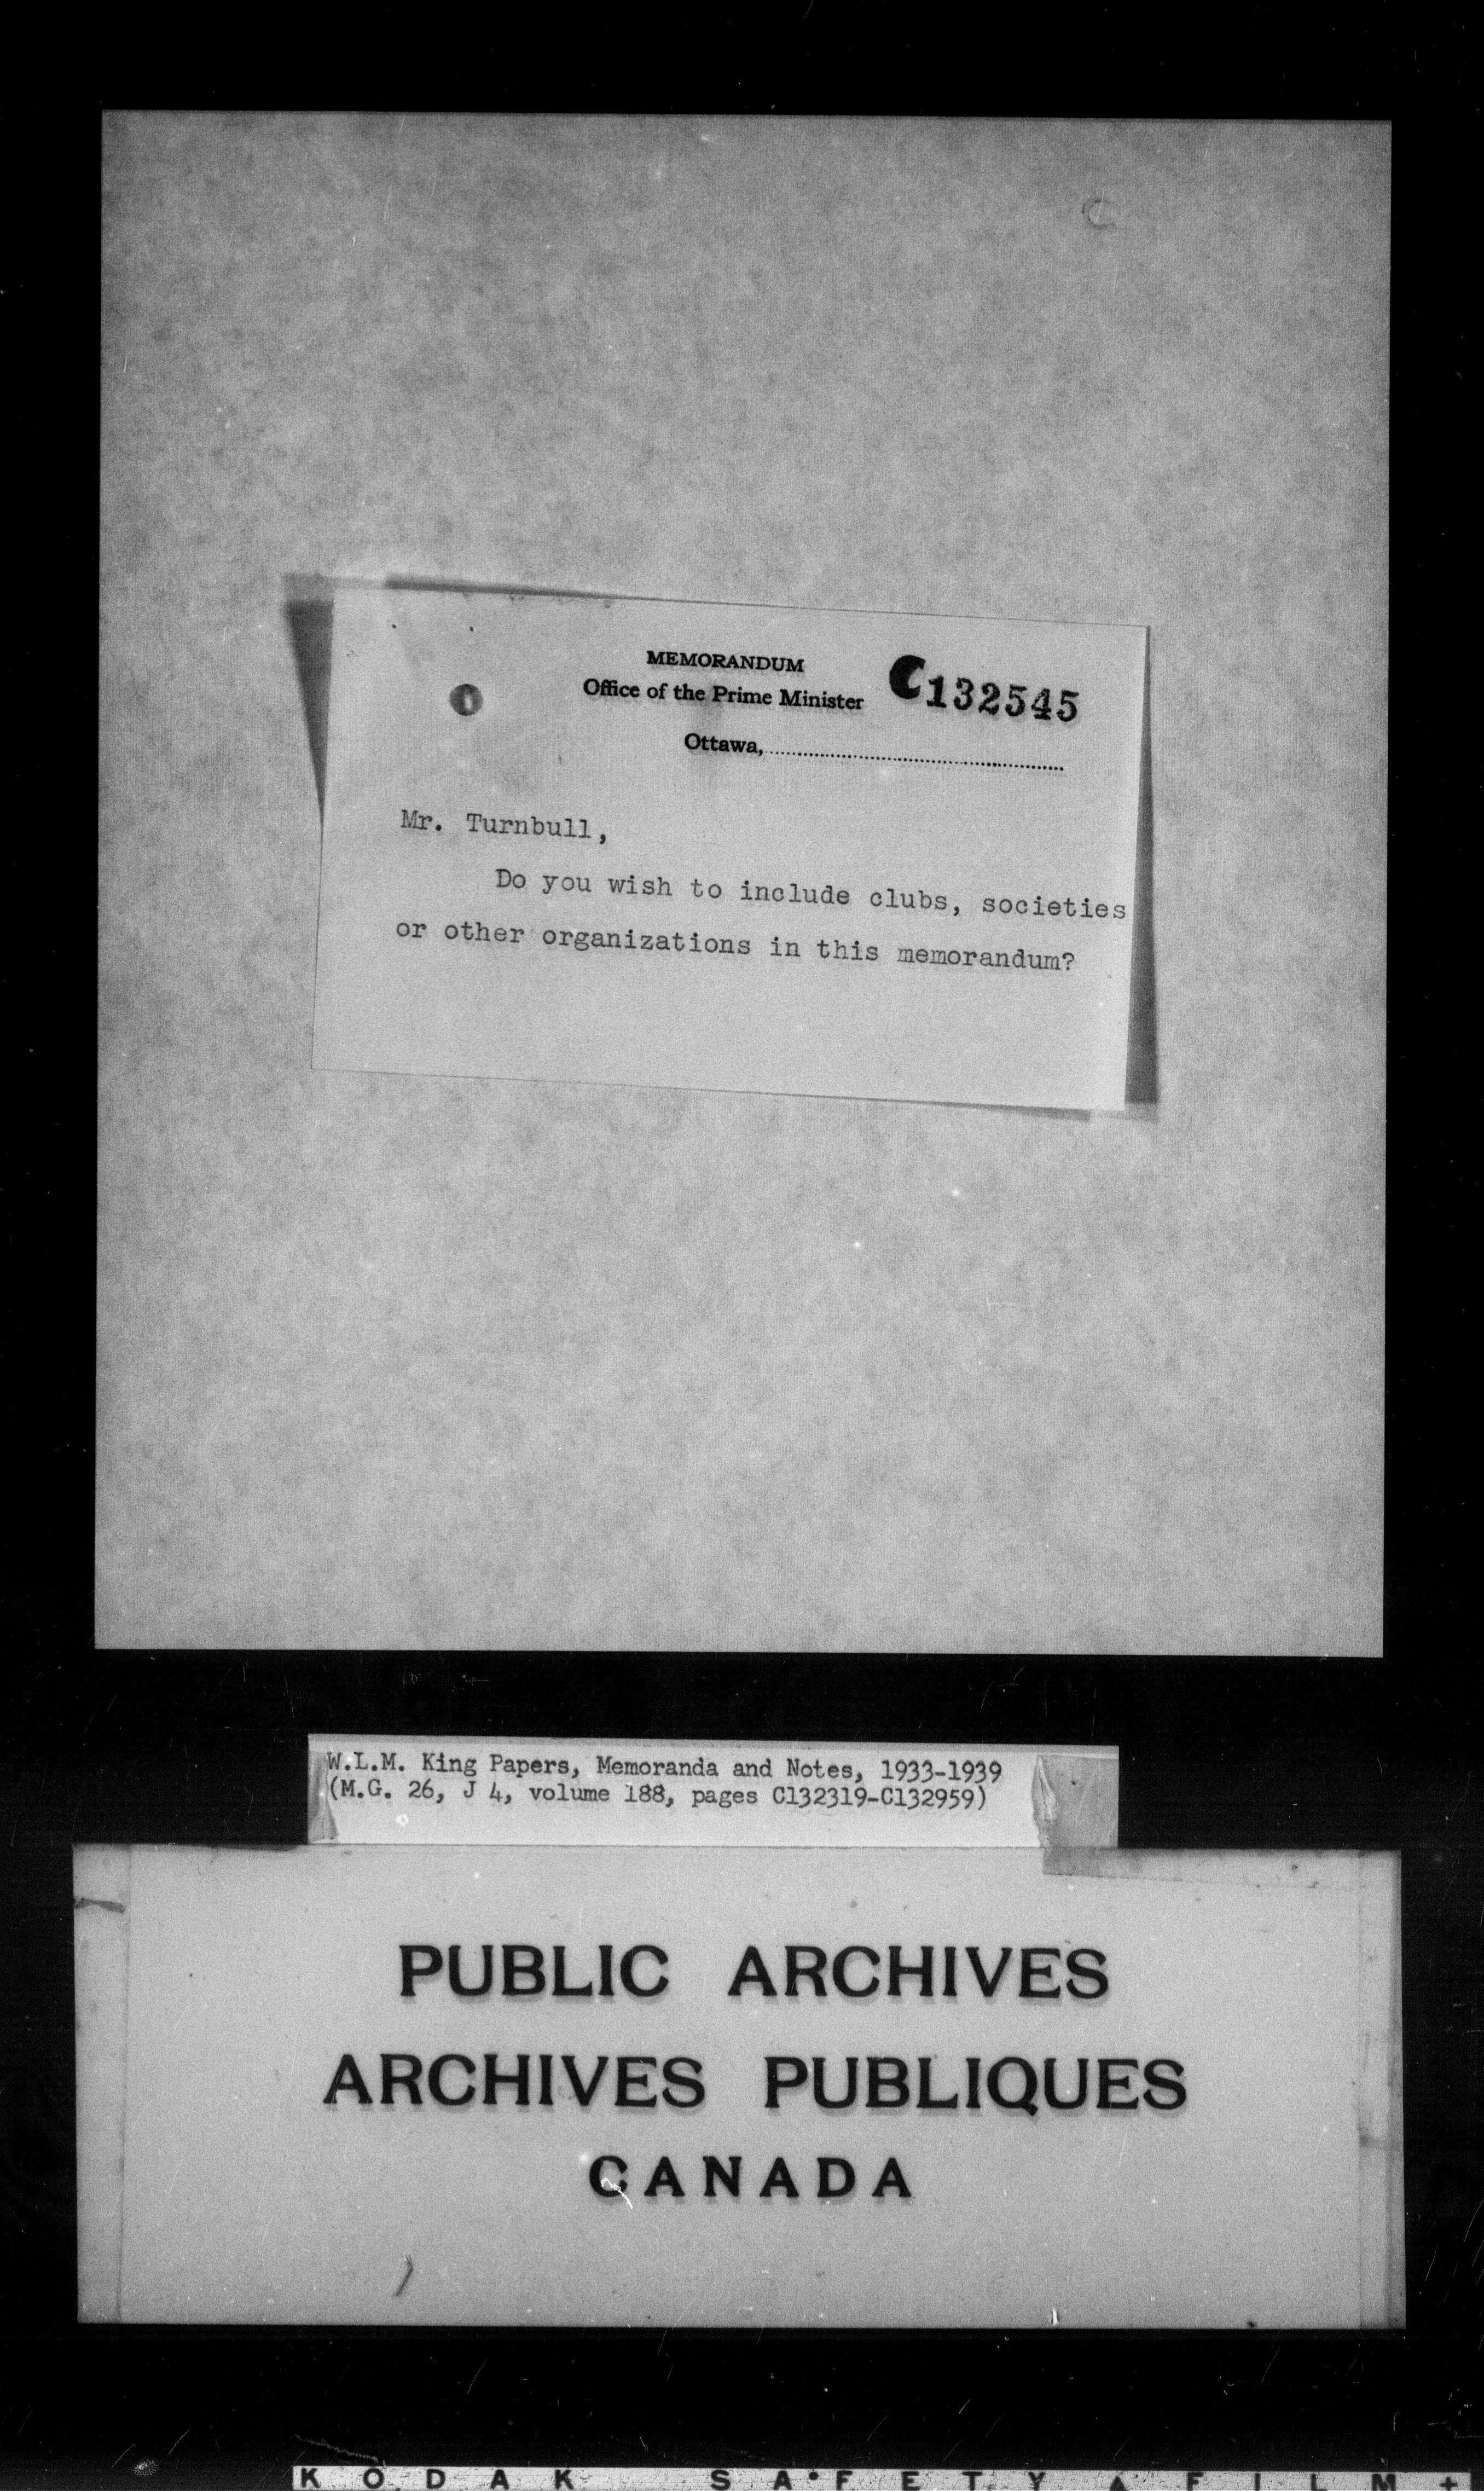 MEMORANDUM
Office of the Prime Minister
C132545
Ottawa,
Mr. Turnbull,
Do you wish to include clubs, societies
or other organizations in this memorandum?
W.L.M. King Papers, Memoranda and Notes, 1933-1939
(M.G. 26, J 4, volume 188, pages C132319-C132959)
PUBLIC ARCHIVES
ARCHIVES PUBLIQUES
CANADA
KODAK SAFETY FILM